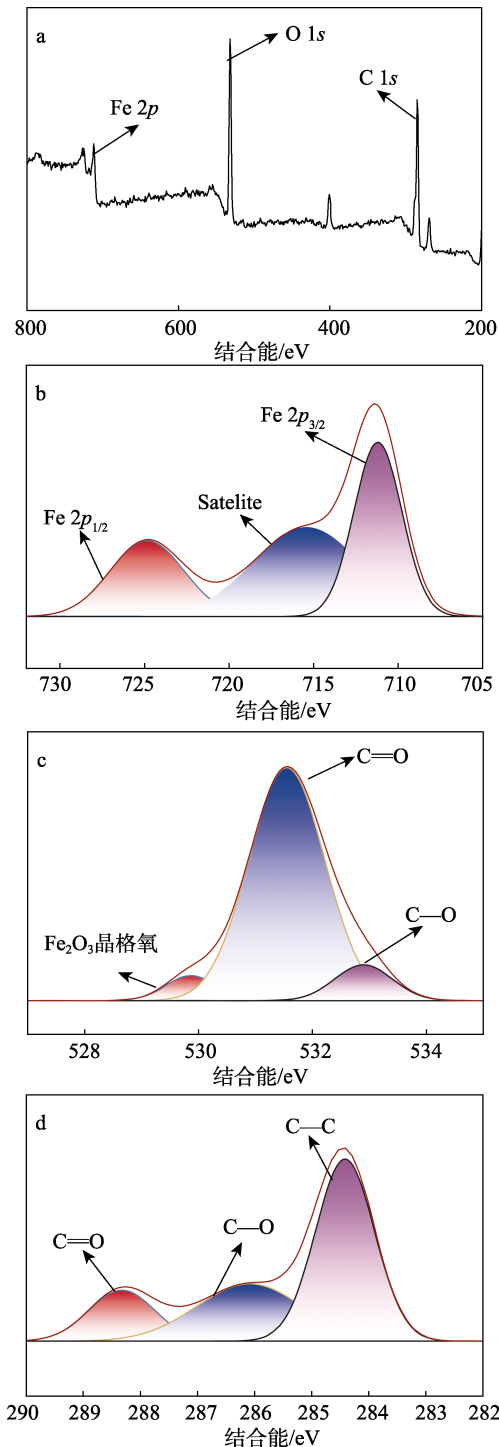 a
O 1s
Fe 2p
C 1s
800 600 400 200
结合能/eV
b
Fe 2p3/2
Satelite
Fe 2p1/2
730 725 720 715 710 705
结合能/eV
c
C=O
C—O
Fe2O3晶格氧
528 530 532 534
结合能/eV
d
C—C
C—O
C=O
290 289 288 287 286 285 284 283 282
结合能/eV